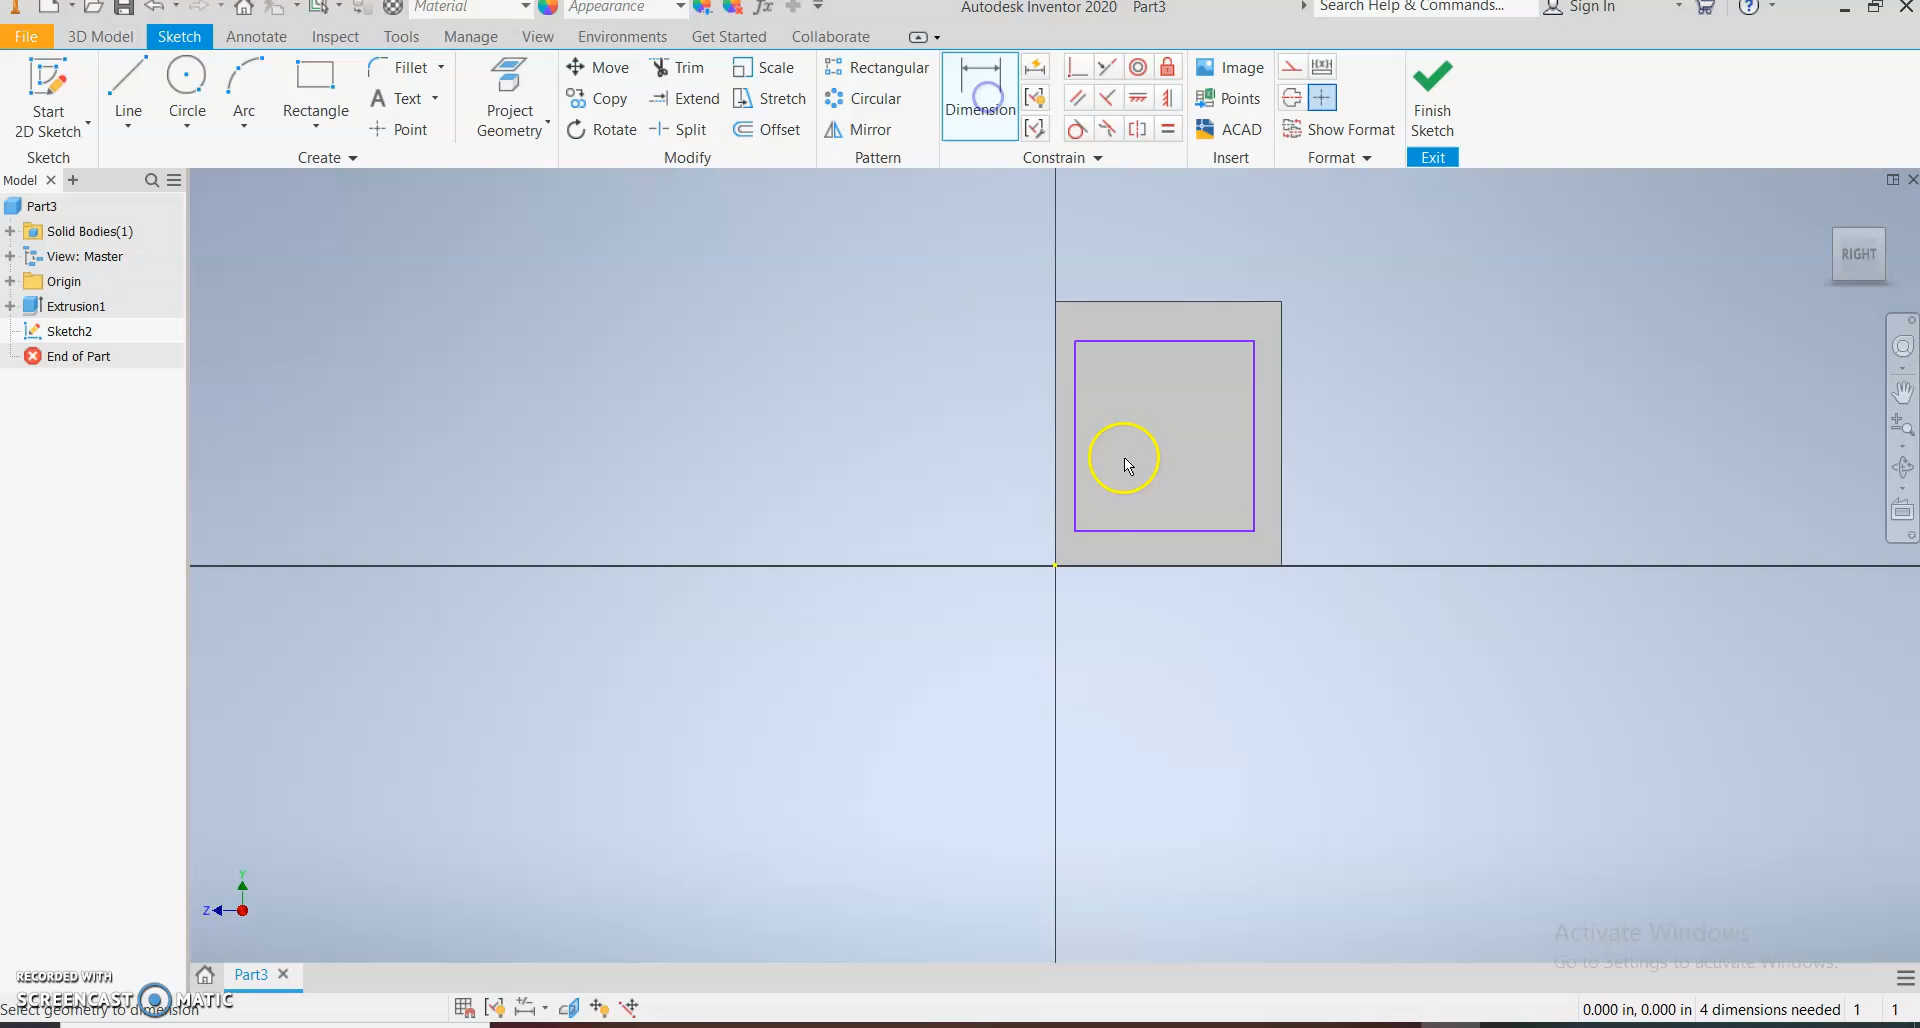 Material
Appearance
fx
Autodesk Inventor 2020 Part3
Search Help & Commands...
Sign In
File 3D Model Sketch Annotate Inspect Tools Manage View Environments Get Started Collaborate
Start
2D Sketch
Line
Circle
Arc
Rectangle
Fillet
Text
Point
Project
Geometry
Move
Copy
Rotate
Trim
Extend
Split
Scale
Stretch
Offset
Rectangular
Circular
Mirror
Dimension
Image
Points
ACAD
Show Format
Finish
Sketch
Sketch Create Modify Pattern Constrain Insert Format Exit
Model
Part3
Solid Bodies(1)
View: Master
Origin
Extrusion1
Sketch2
End of Part
RIGHT
Y
Z
Activate Windows
Go to Settings to activate Windows.
Part3
RECORDED WITH
SCREENCAST MATIC
Select geometry to dimension
0.000 in, 0.000 in 4 dimensions needed 1 1